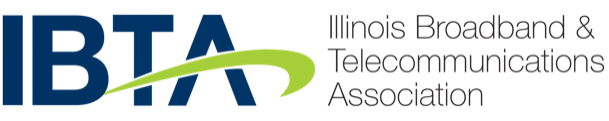 IBTA
Illinois Broadband &
Telecommunications
Association